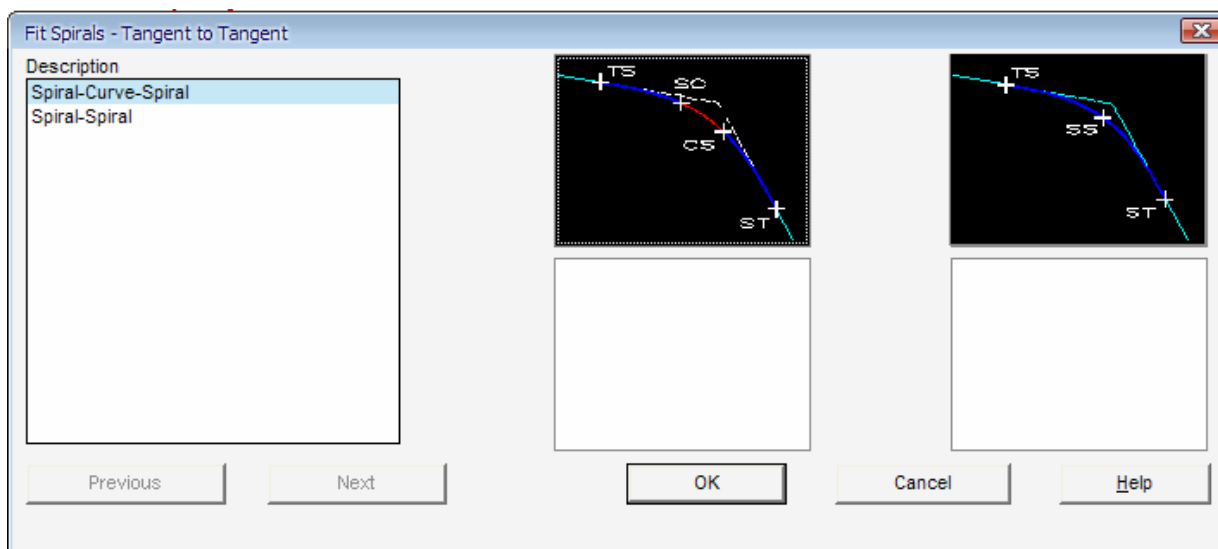 Fit Spirals - Tangent to Tangent
Description
Spiral-Curve-Spiral
Spiral-Spiral
TS
SC
CS
ST
TS
SS
ST
Previous
Next
OK
Cancel
Help